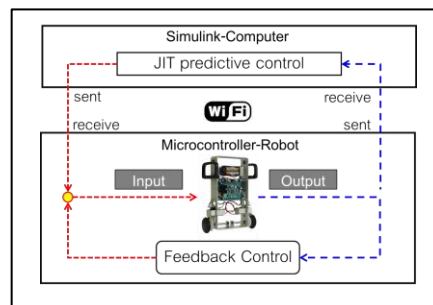 Simulink-Computer
JIT predictive control
sent
receive
WiFi
receive
sent
Microcontroller-Robot
Input
Output
Feedback Control